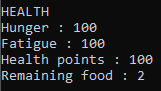 HEALTH
Hunger : 100
Fatigue : 100
Health points : 100
Remaining food : 2